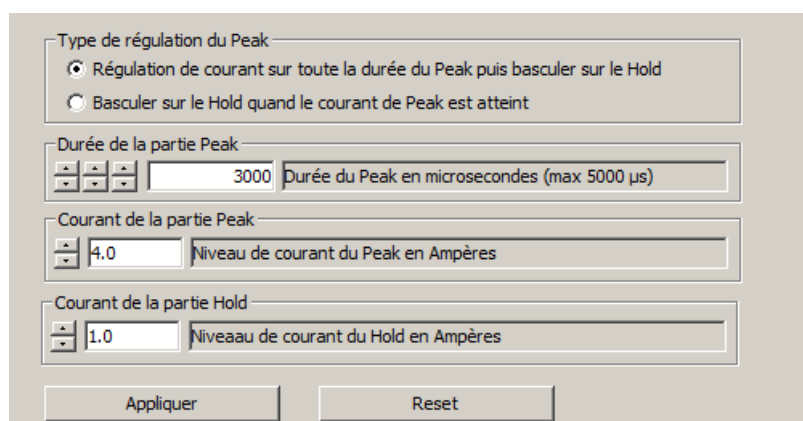 Type de régulation du Peak
Régulation de courant sur toute la durée du Peak puis basculer sur le Hold
Basculer sur le Hold quand le courant de Peak est atteint
Durée de la partie Peak
3000 Durée du Peak en microsecondes (max 5000 µs)
Courant de la partie Peak
4.0 Niveau de courant du Peak en Ampères
Courant de la partie Hold
1.0 Niveaau de courant du Hold en Ampères
Appliquer Reset